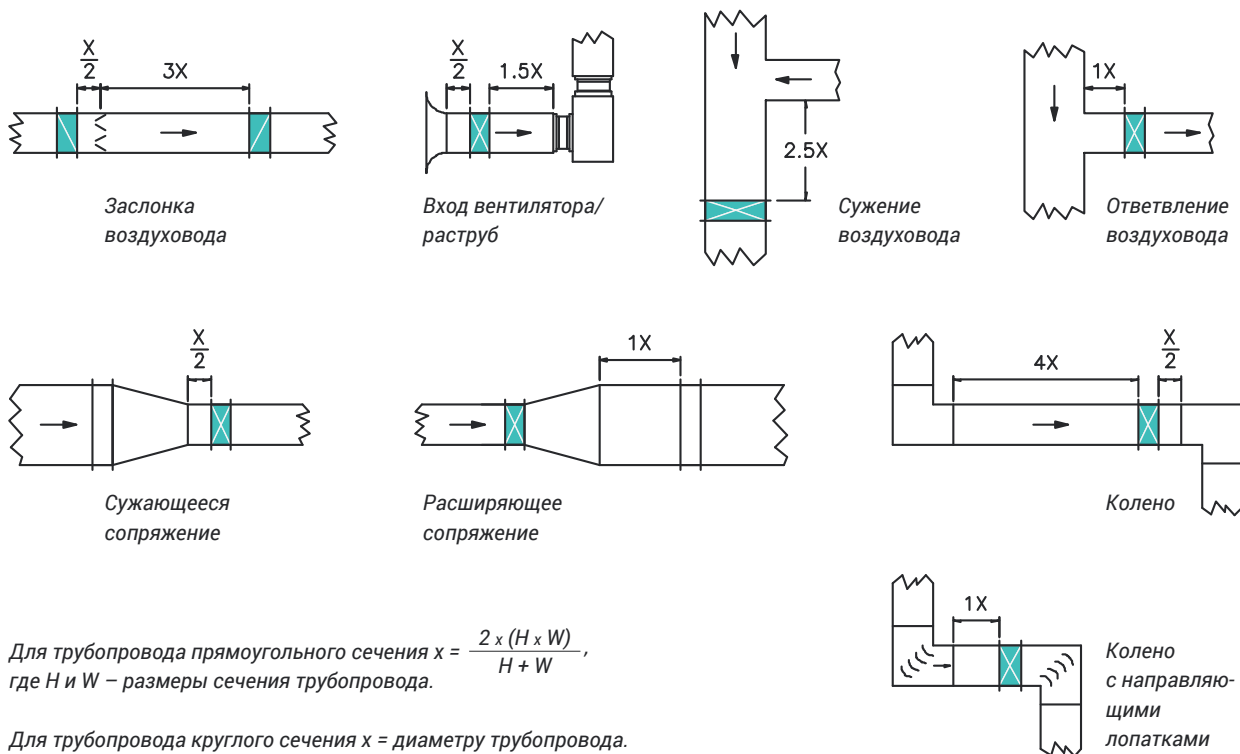 X
2
3X
Заслонка
воздуховода
X
2
1.5X
Вход вентилятора/
раструб
2.5X
Сужение
воздуховода
1X
Ответвление
воздуховода
X
2
Сужающееся
сопряжение
1X
Расширяющее
сопряжение
4X
X
2
Колено
1X
Колено
с направляю-
щими
лопатками
Для трубопровода прямоугольного сечения x = 2 x (H x W) / H + W,
где H и W – размеры сечения трубопровода.
Для трубопровода круглого сечения x = диаметру трубопровода.